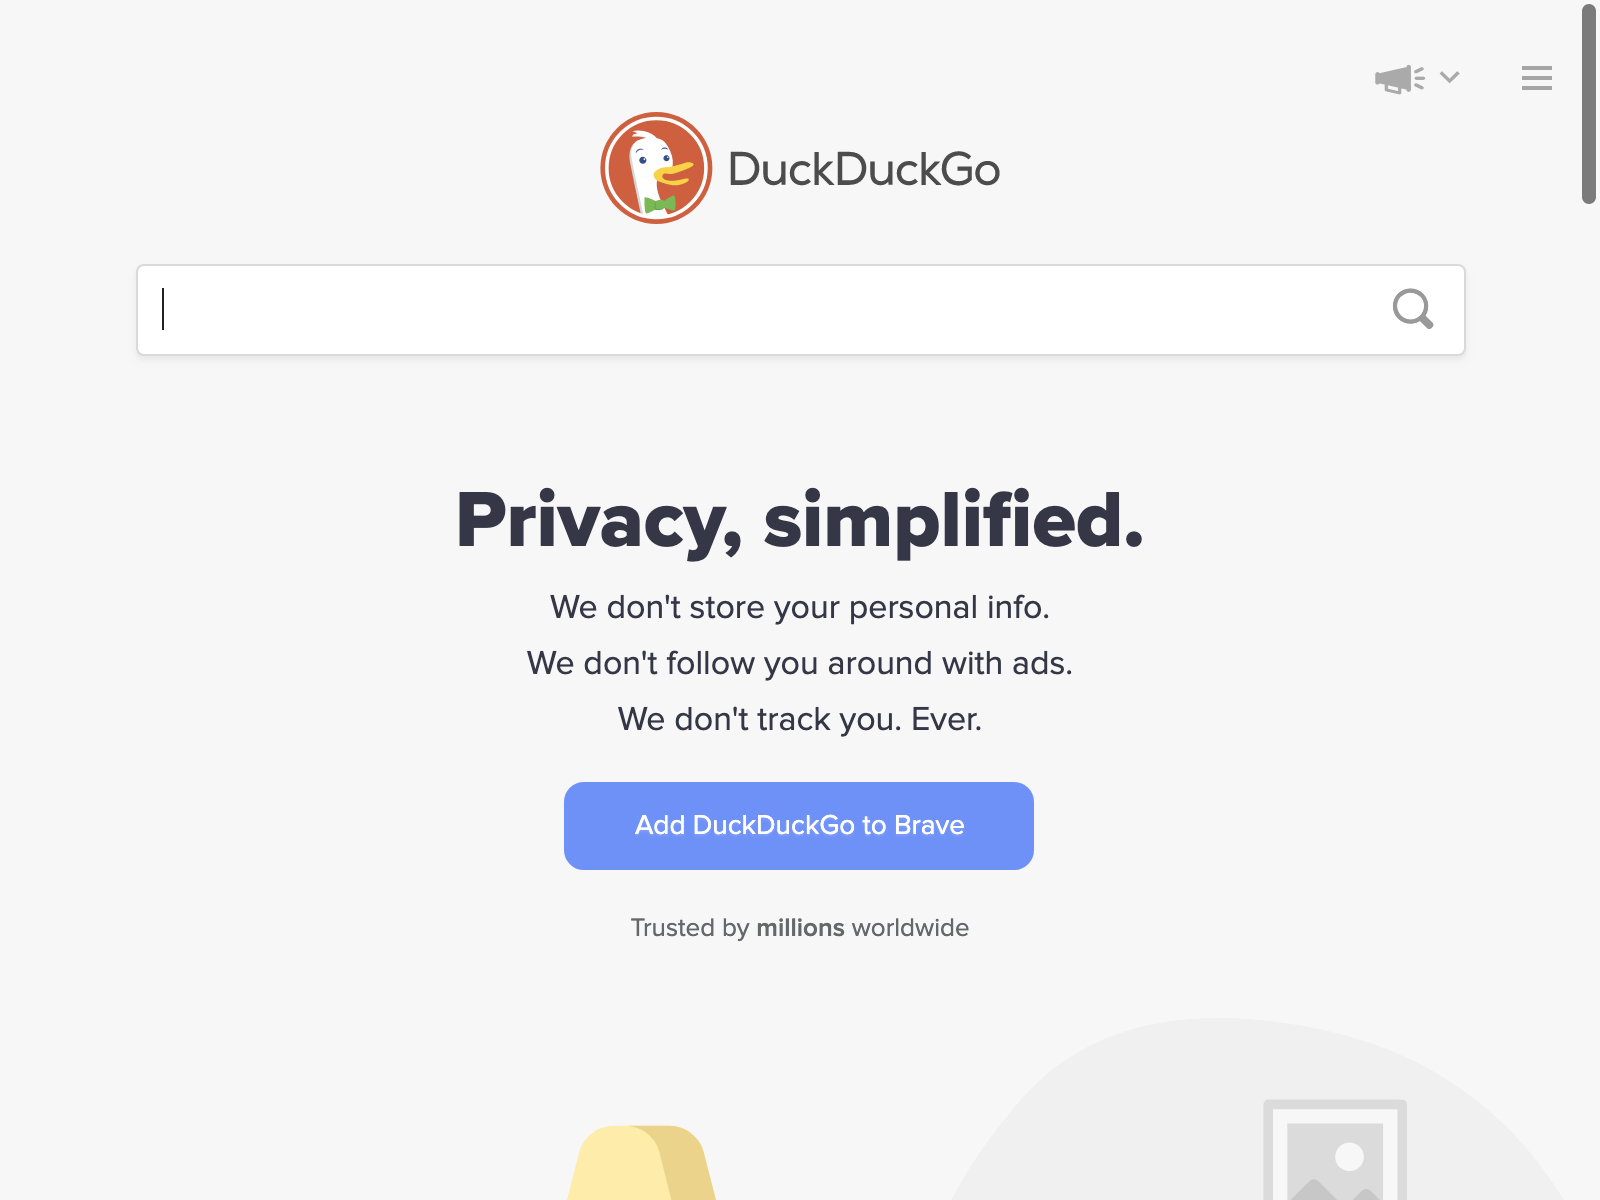 DuckDuckGo
Privacy, simplified.
We don't store your personal info.
We don't follow you around with ads.
We don't track you. Ever.
Add DuckDuckGo to Brave
Trusted by millions worldwide